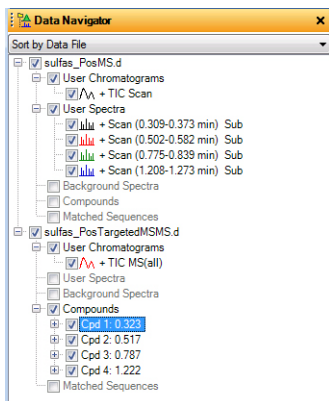 Data Navigator
Sort by Data File
sulfas_PosMS.d
User Chromatograms
+ TIC Scan
User Spectra
+ Scan (0.309-0.373 min) Sub
+ Scan (0.502-0.582 min) Sub
+ Scan (0.775-0.839 min) Sub
+ Scan (1.208-1.273 min) Sub
Background Spectra
Compounds
Matched Sequences
sulfas_PosTargetedMSMS.d
User Chromatograms
+ TIC MS(all)
User Spectra
Background Spectra
Compounds
Cpd 1: 0.323
Cpd 2: 0.517
Cpd 3: 0.787
Cpd 4: 1.222
Matched Sequences